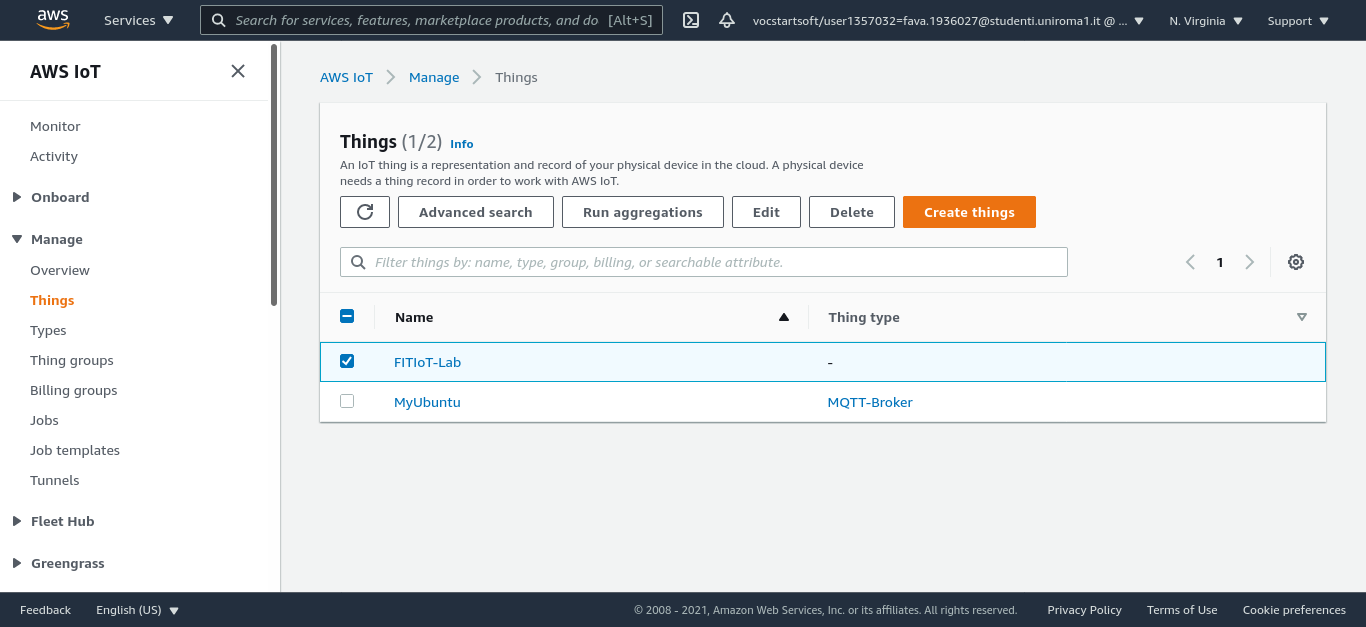 aws
Services
Search for services, features, marketplace products, and do [Alt+S]
vocstartsoft/user1357032=fava.1936027@studenti.uniroma1.it @ ...
N. Virginia
Support
AWS IoT
Monitor
Activity
Onboard
Manage
Overview
Things
Types
Thing groups
Billing groups
Jobs
Job templates
Tunnels
Fleet Hub
Greengrass
AWS IoT Manage Things
Things (1/2) Info
An IoT thing is a representation and record of your physical device in the cloud. A physical device
needs a thing record in order to work with AWS IoT.
Advanced search Run aggregations Edit Delete Create things
Filter things by: name, type, group, billing, or searchable attribute.
1
Name Thing type
FITIoT-Lab -
MyUbuntu MQTT-Broker
Feedback English (US) © 2008 - 2021, Amazon Web Services, Inc. or its affiliates. All rights reserved. Privacy Policy Terms of Use Cookie preferences